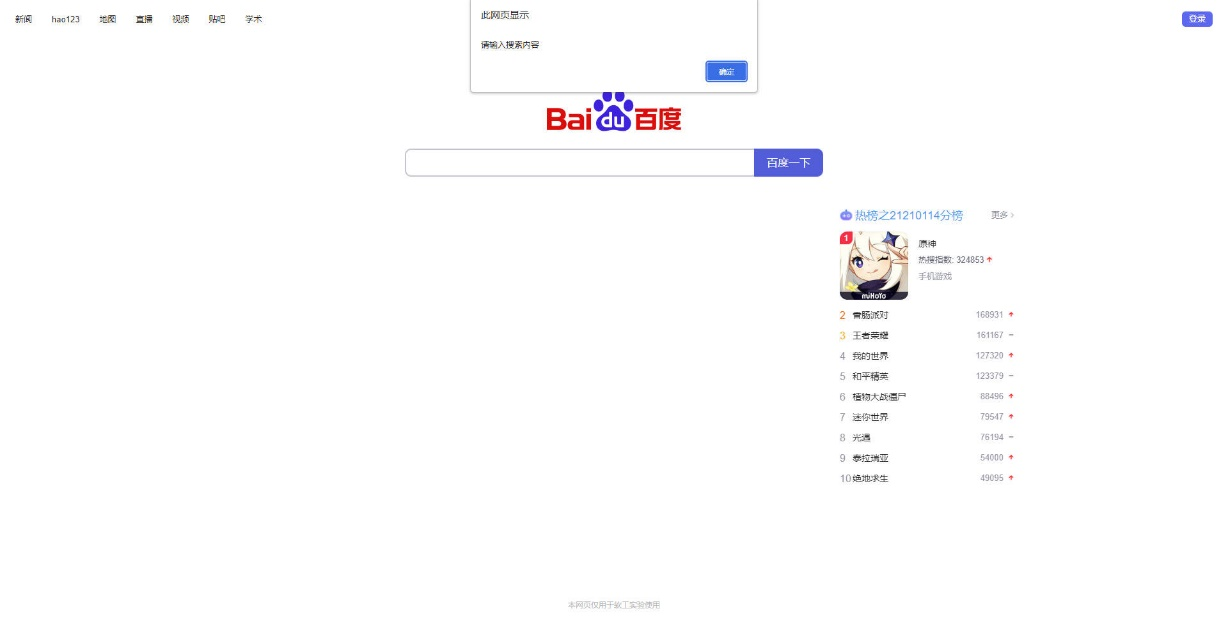 新闻 hao123 地图 直播 视频 贴吧 学术
登录
此网页显示
请输入搜索内容
确定
Bai du 百度
百度一下
热榜之21210114分榜 更多 >
1
原神
热搜指数: 324853 ↑
手机游戏
miHoYo
2 香肠派对 168931 ↑
3 王者荣耀 161167 −
4 我的世界 127320 ↑
5 和平精英 123379 −
6 植物大战僵尸 88496 ↑
7 迷你世界 79547 ↑
8 光遇 76194 −
9 泰拉瑞亚 54000 ↑
10 绝地求生 49095 ↑
本网页仅用于软工实验使用